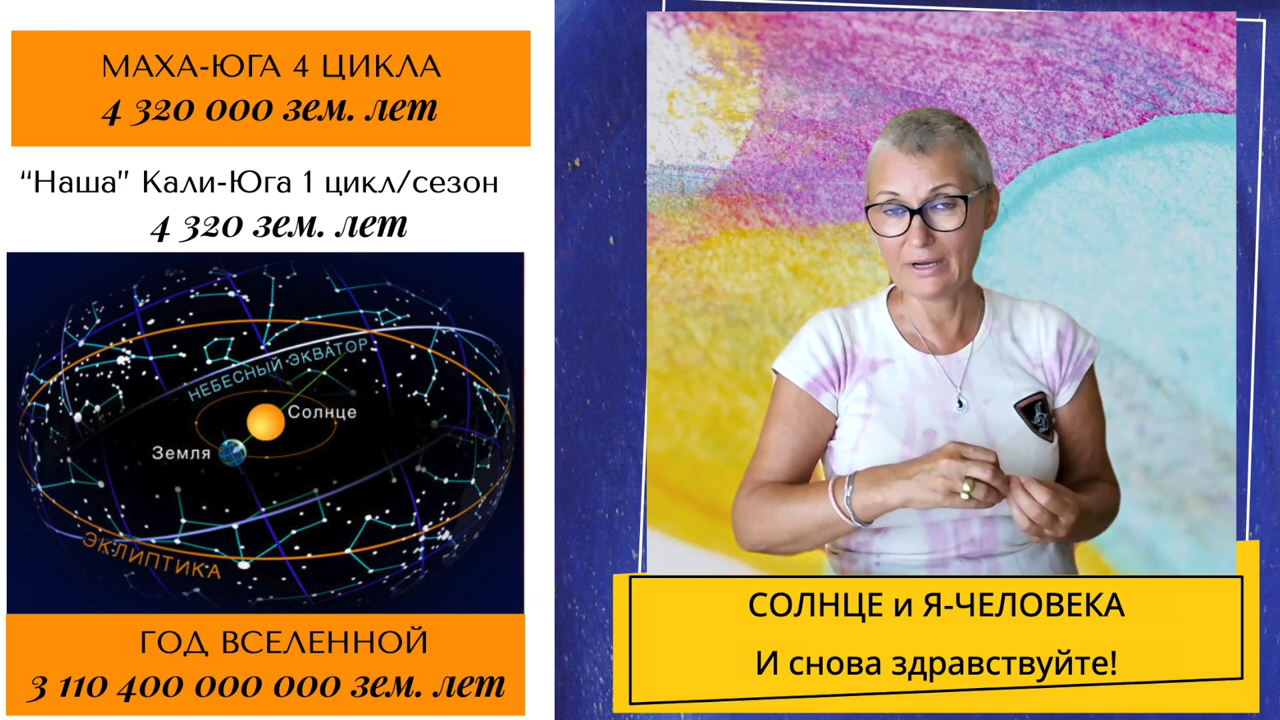 МАХА-ЮГА 4 ЦИКЛА
4 320 000 зем. лет
“Наша” Кали-Юга 1 цикл/сезон
4 320 зем. лет
НЕБЕСНЫЙ ЭКВАТОР
Солнце
Земля
ЭКЛИПТИКА
ГОД ВСЕЛЕННОЙ
3 110 400 000 000 зем. лет
СОЛНЦЕ и Я-ЧЕЛОВЕКА
И снова здравствуйте!